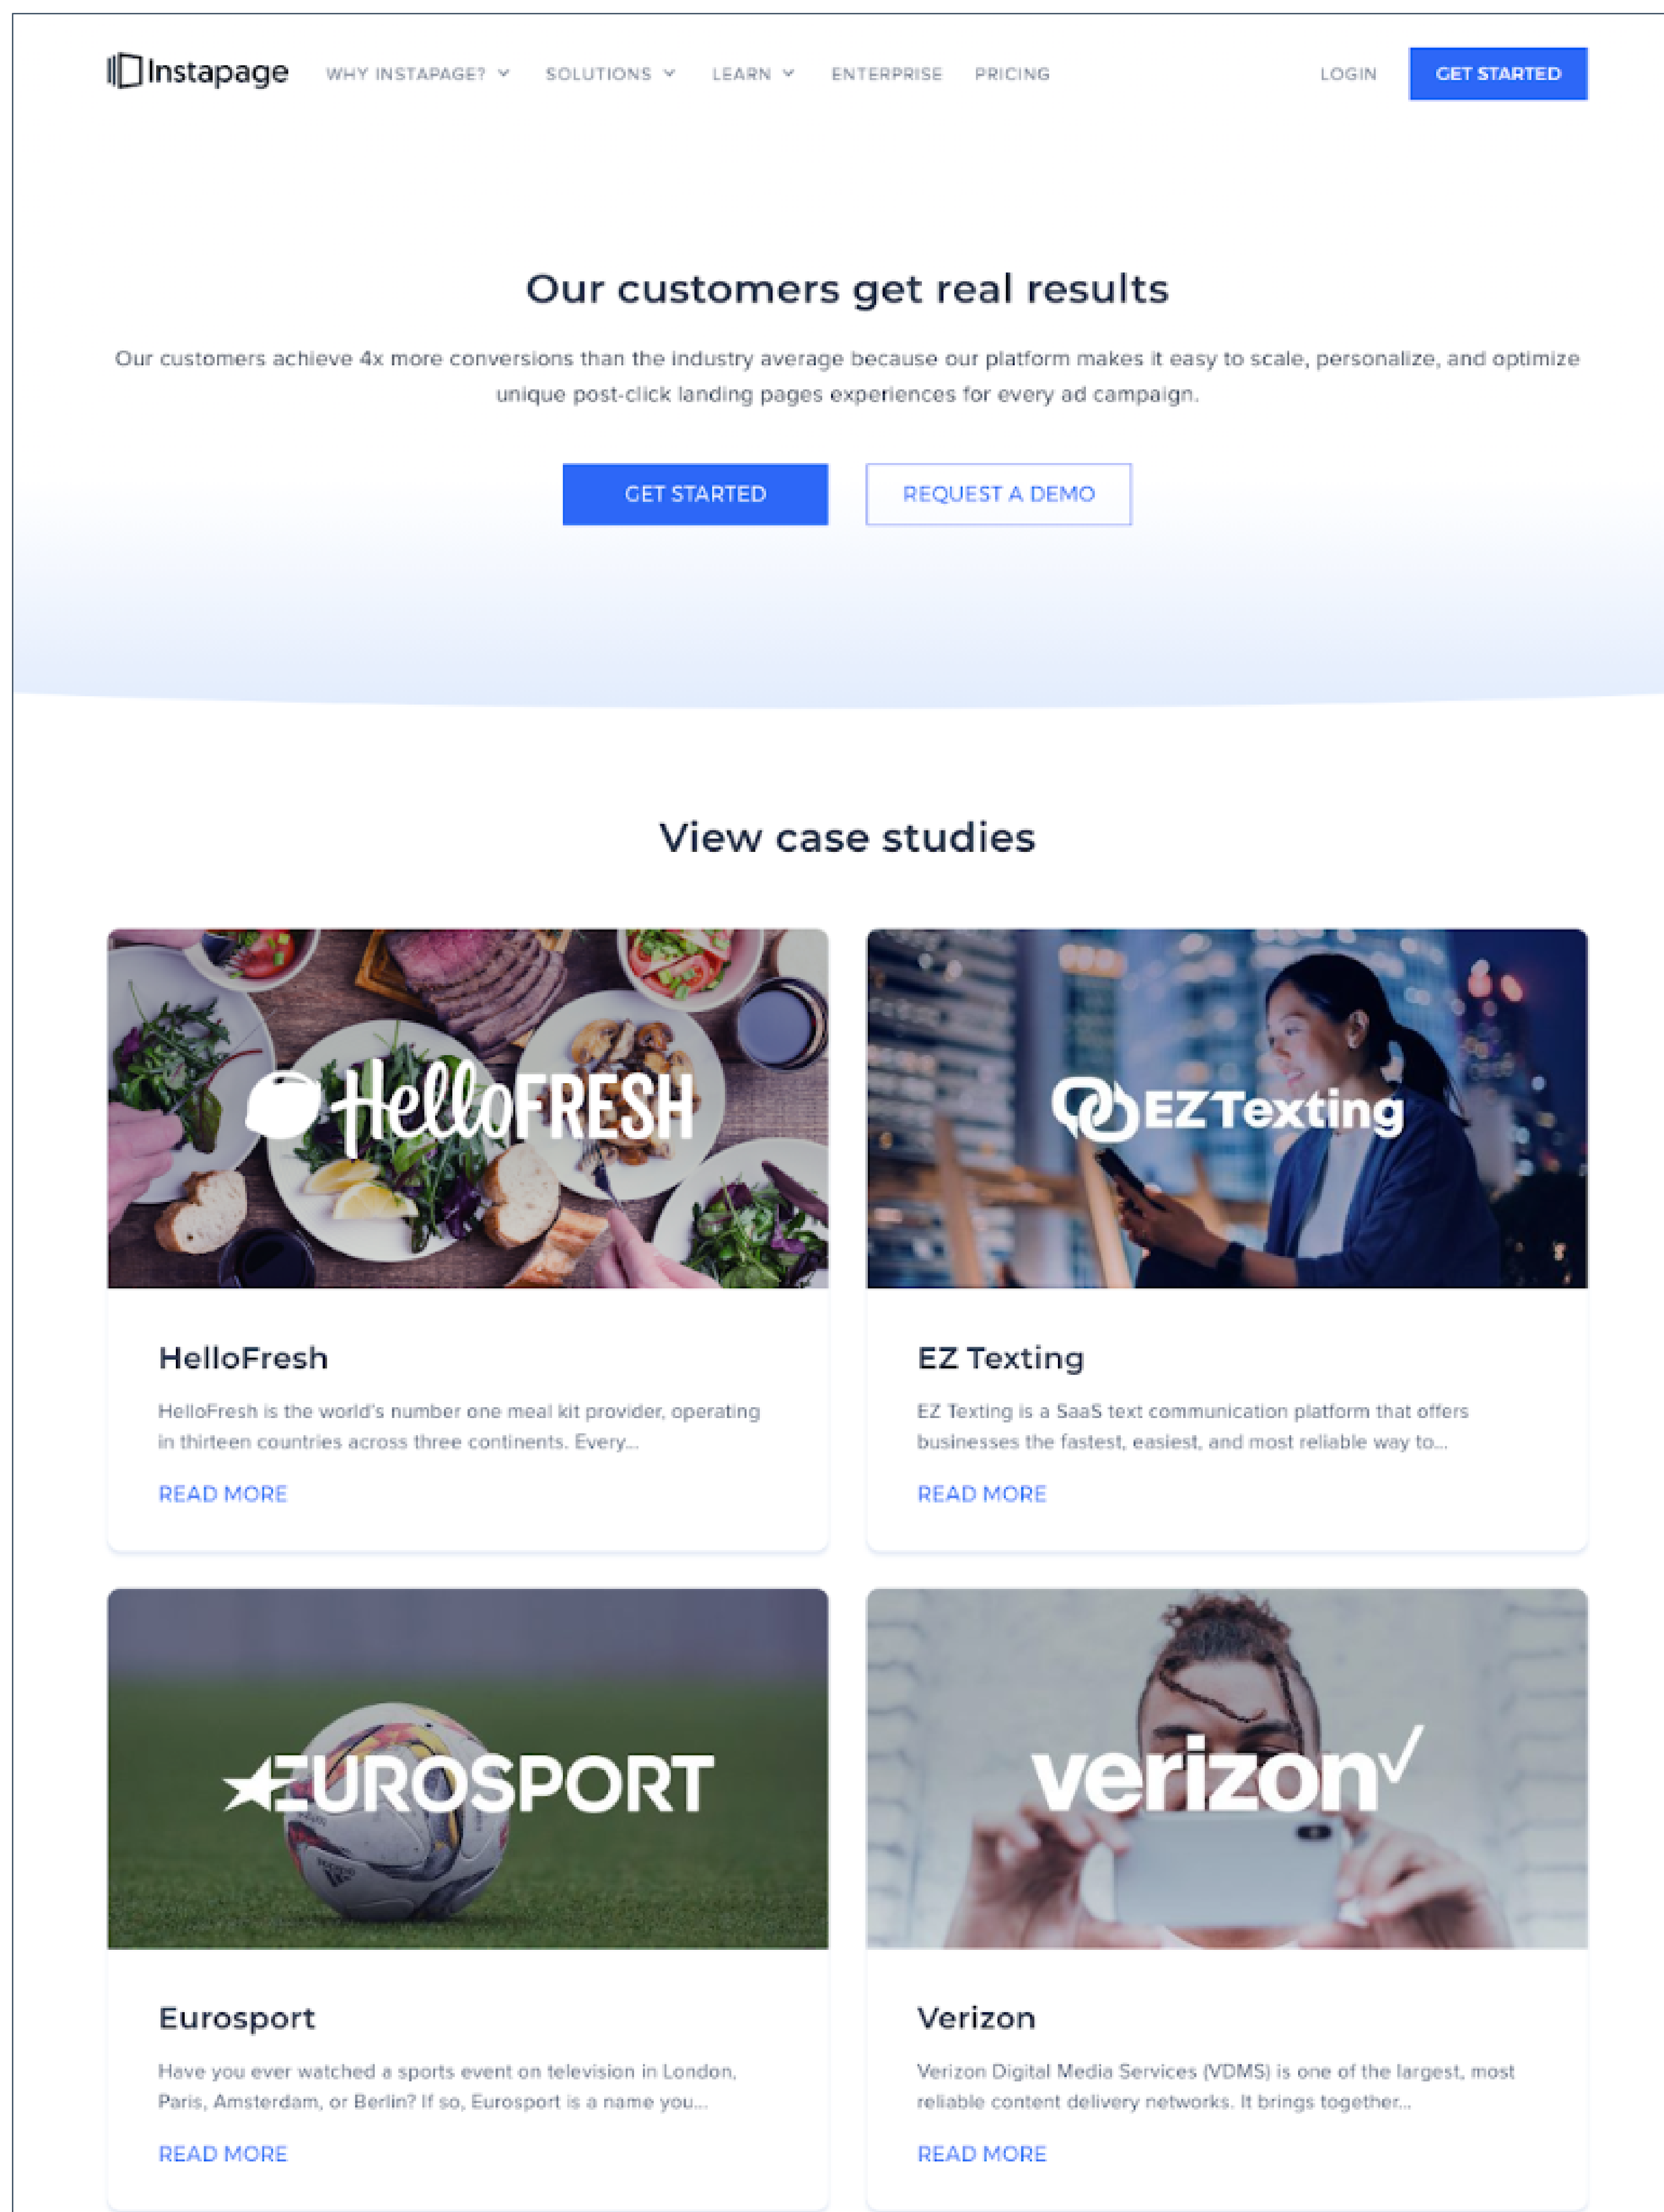 Instapage WHY INSTAPAGE? SOLUTIONS LEARN ENTERPRISE PRICING LOGIN GET STARTED
Our customers get real results
Our customers achieve 4x more conversions than the industry average because our platform makes it easy to scale, personalize, and optimize
unique post-click landing pages experiences for every ad campaign.
GET STARTED REQUEST A DEMO
View case studies
HelloFRESH
EZTexting
HelloFresh
HelloFresh is the world's number one meal kit provider, operating
in thirteen countries across three continents. Every...
READ MORE
EZ Texting
EZ Texting is a SaaS text communication platform that offers
businesses the fastest, easiest, and most reliable way to...
READ MORE
EUROSPORT
verizon
Eurosport
Have you ever watched a sports event on television in London,
Paris, Amsterdam, or Berlin? If so, Eurosport is a name you...
READ MORE
Verizon
Verizon Digital Media Services (VDMS) is one of the largest, most
reliable content delivery networks. It brings together...
READ MORE